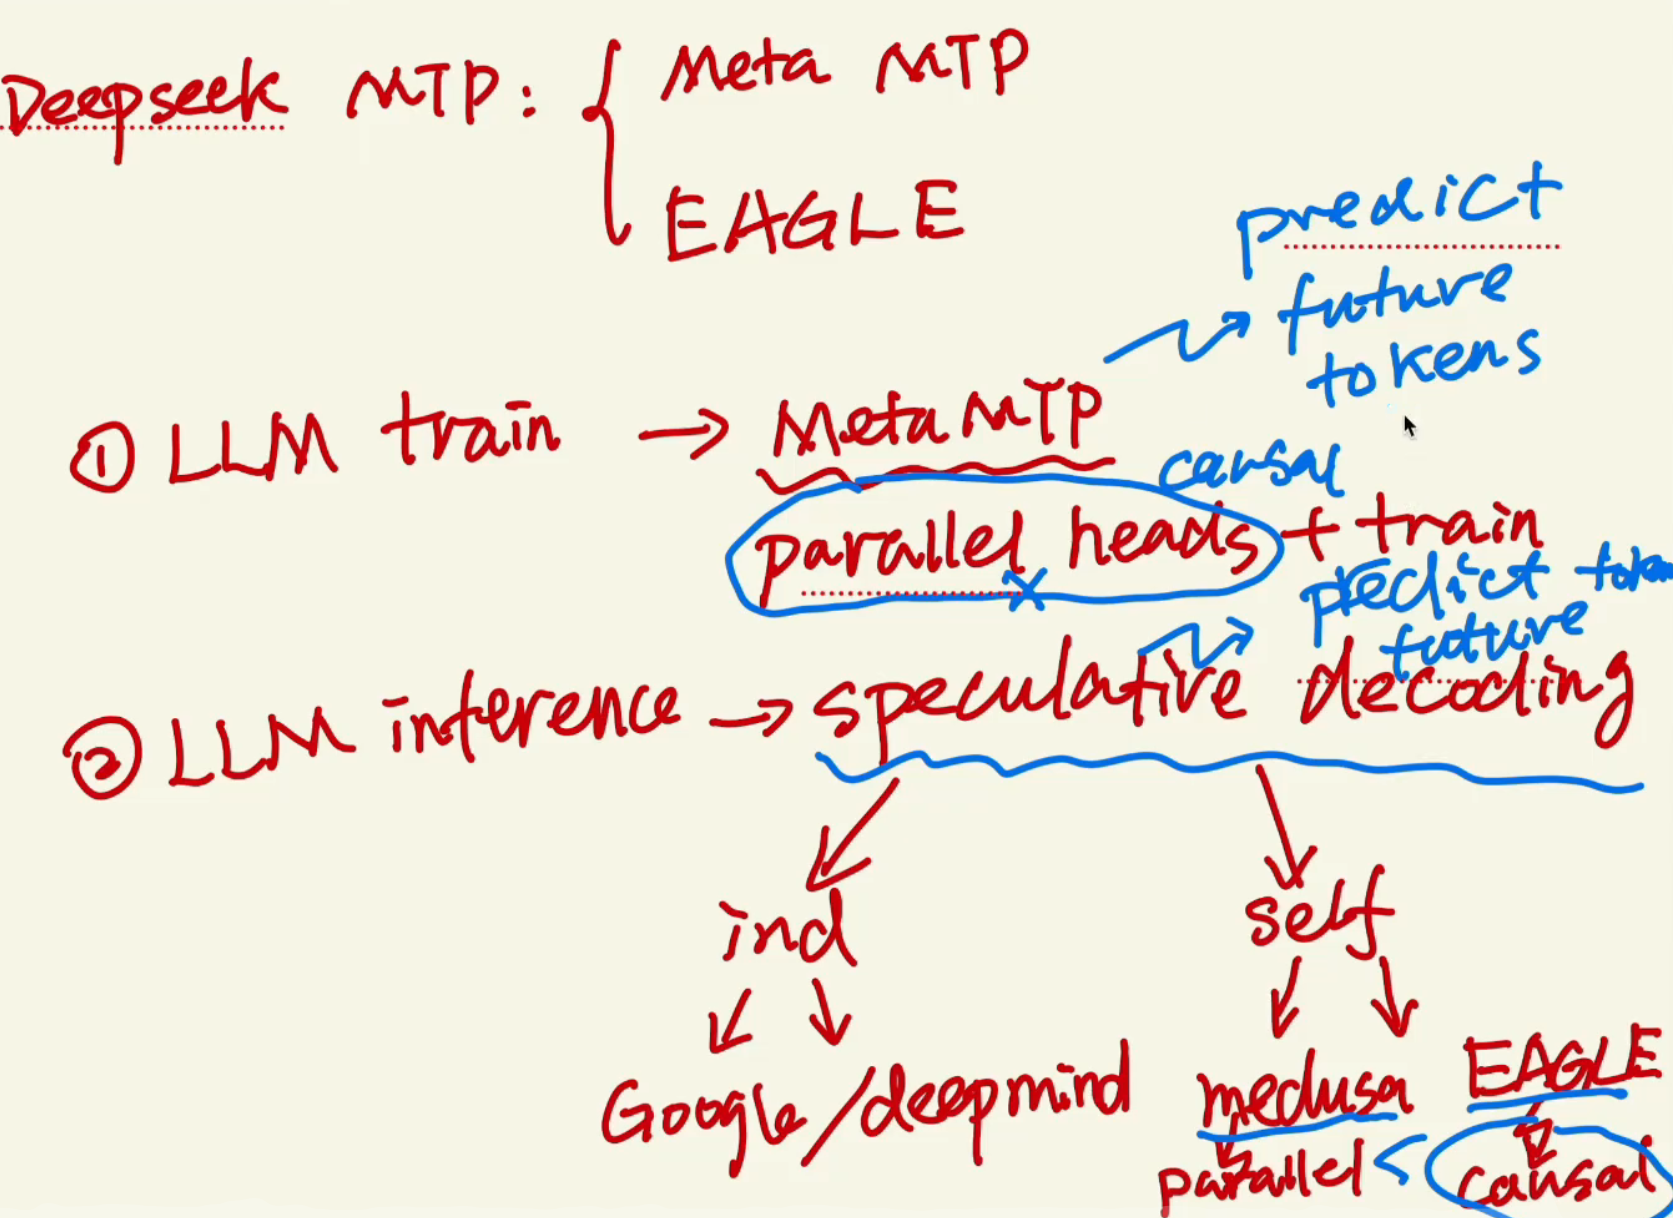 Deepseek MTP:
Meta MTP
EAGLE
predict
future
tokens
① LLM train → Meta MTP
causal
parallel heads + train
predict token
future
② LLM inference → speculative decoding
ind
self
Google/deepmind
medusa
EAGLE
parallel < causal